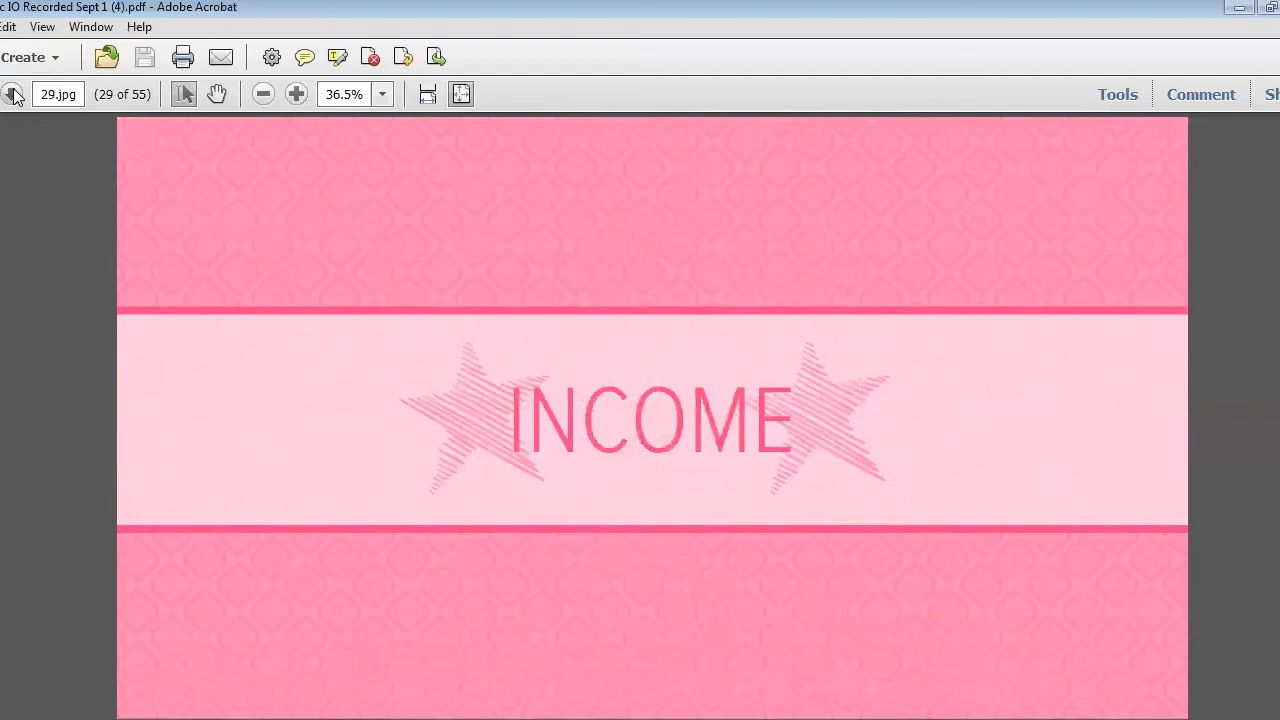 c IO Recorded Sept 1 (4).pdf - Adobe Acrobat
Edit View Window Help
Create
29.jpg (29 of 55) 36.5% Tools Comment Sh
INCOME